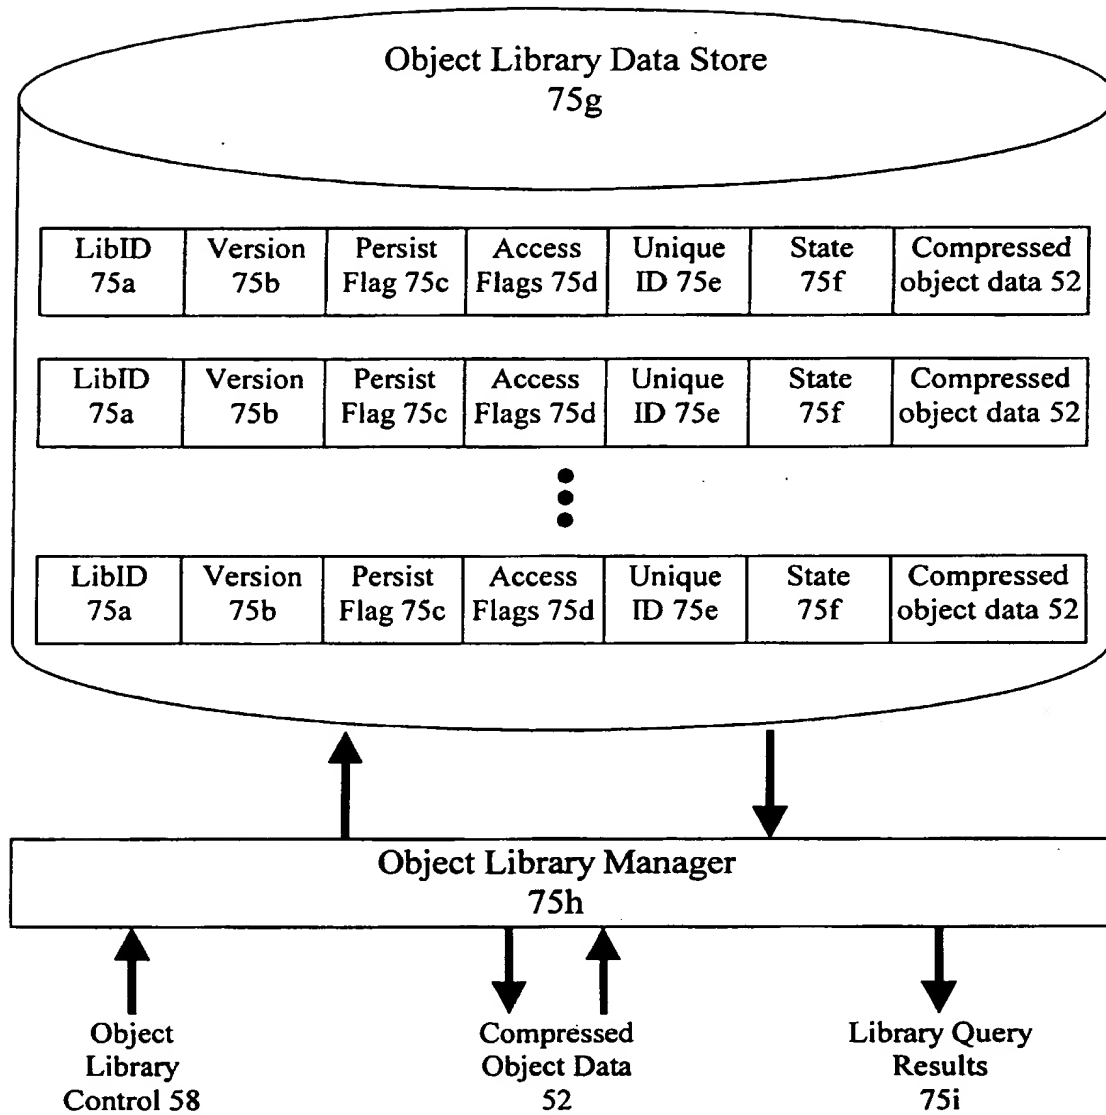 Object Library Data Store
75g
LibID Version Persist Access Unique State Compressed
75a 75b Flag 75c Flags 75d ID 75e 75f object data 52
LibID Version Persist Access Unique State Compressed
75a 75b Flag 75c Flags 75d ID 75e 75f object data 52
LibID Version Persist Access Unique State Compressed
75a 75b Flag 75c Flags 75d ID 75e 75f object data 52
Object Library Manager
75h
Object
Library
Control 58
Compressed
Object Data
52
Library Query
Results
75i